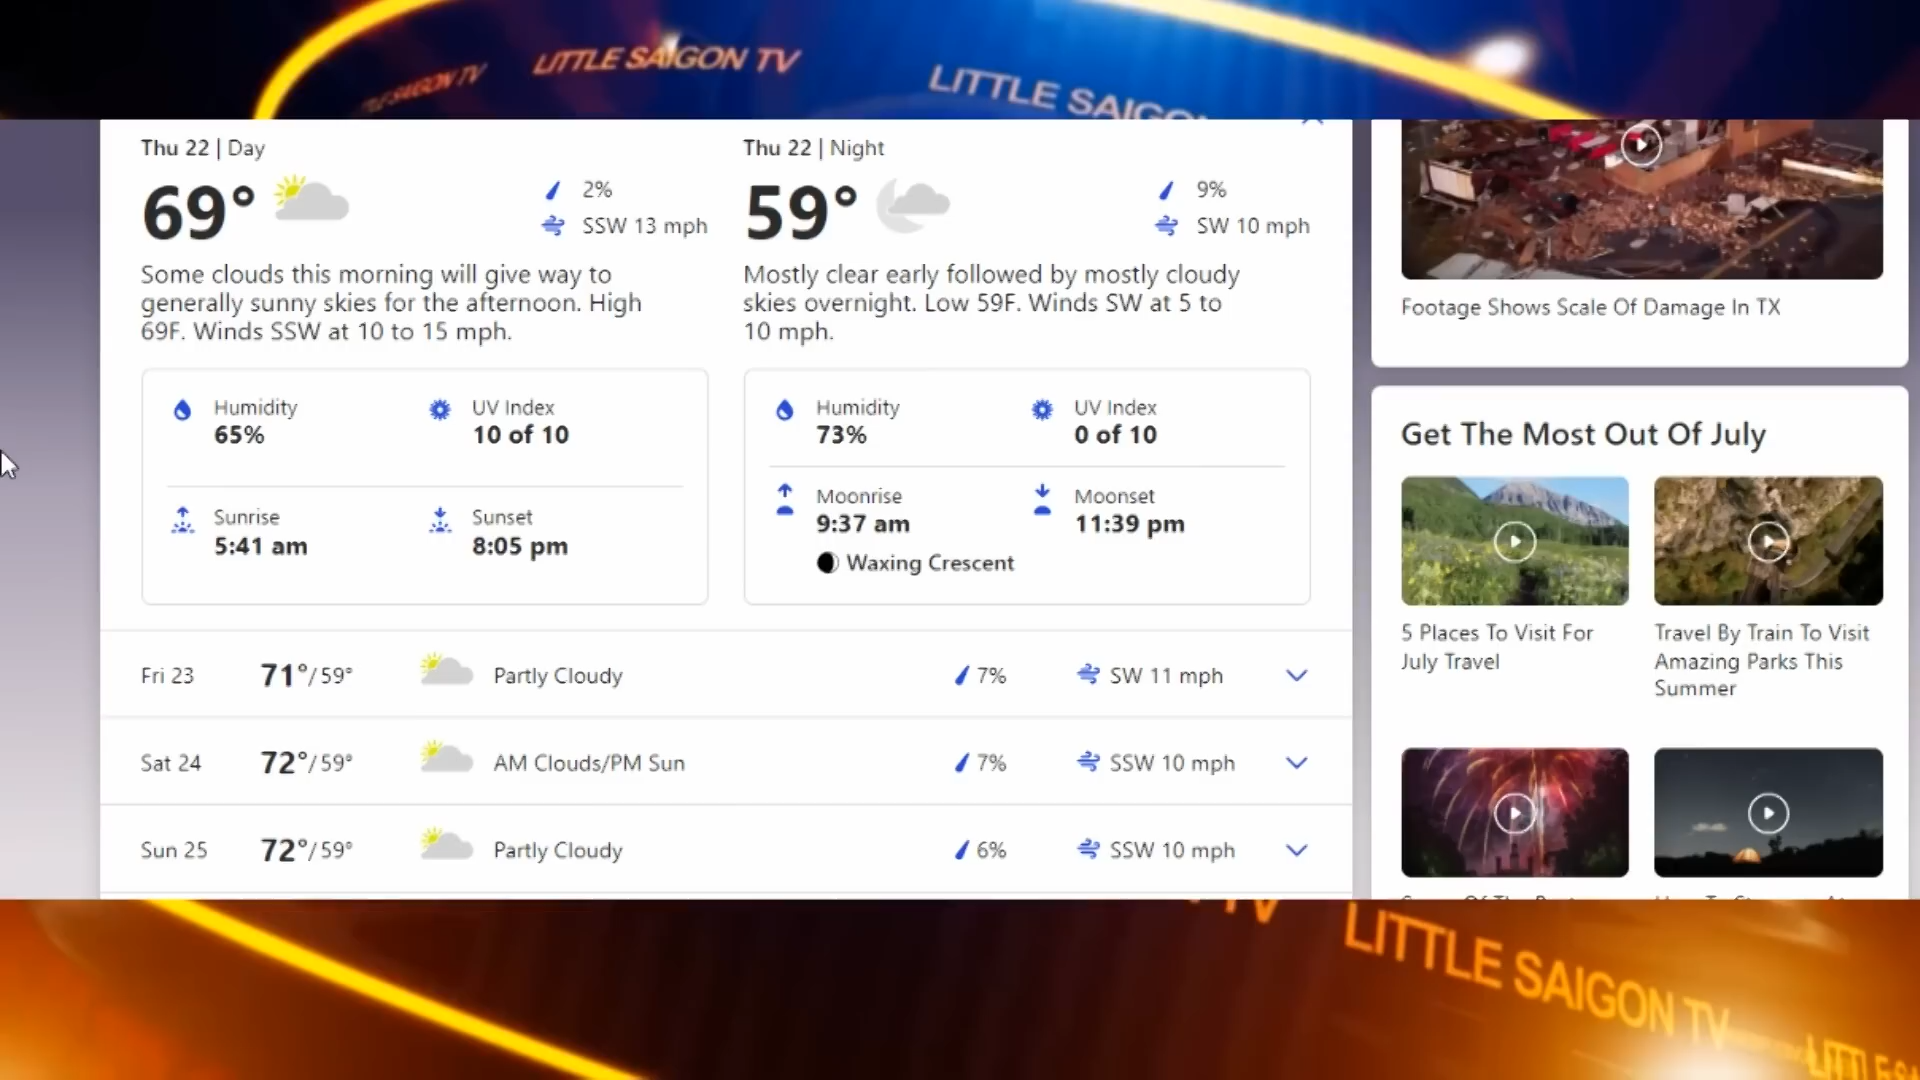 LITTLE SAIGON TV
LITTLE SAIGON TV
LITTLE SAIGON
Thu 22 | Day
69°
2%
SSW 13 mph
Some clouds this morning will give way to
generally sunny skies for the afternoon. High
69F. Winds SSW at 10 to 15 mph.
Humidity
65%
UV Index
10 of 10
Sunrise
5:41 am
Sunset
8:05 pm
Thu 22 | Night
59°
9%
SW 10 mph
Mostly clear early followed by mostly cloudy
skies overnight. Low 59F. Winds SW at 5 to
10 mph.
Humidity
73%
UV Index
0 of 10
Moonrise
9:37 am
Moonset
11:39 pm
Waxing Crescent
Fri 23 71°/59° Partly Cloudy 7% SW 11 mph
Sat 24 72°/59° AM Clouds/PM Sun 7% SSW 10 mph
Sun 25 72°/59° Partly Cloudy 6% SSW 10 mph
Footage Shows Scale Of Damage In TX
Get The Most Out Of July
5 Places To Visit For
July Travel
Travel By Train To Visit
Amazing Parks This
Summer
TV
LITTLE SAIGON TV